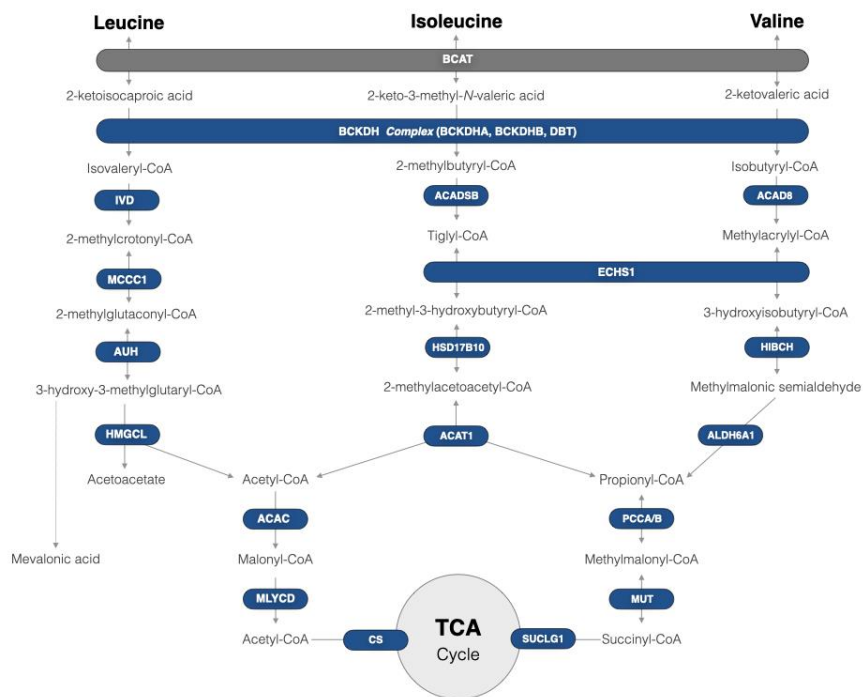 Leucine Isoleucine Valine
BCAT
2-ketoisocaproic acid 2-keto-3-methyl-N-valeric acid 2-ketovaleric acid
BCKDH Complex (BCKDHA, BCKDHB, DBT)
Isovaleryl-CoA 2-methylbutyryl-CoA Isobutyryl-CoA
IVD ACADSB ACAD8
2-methylcrotonyl-CoA Tiglyl-CoA Methylacrylyl-CoA
MCCC1 ECHS1
2-methylglutaconyl-CoA 2-methyl-3-hydroxybutyryl-CoA 3-hydroxyisobutyryl-CoA
AUH HSD17B10 HIBCH
3-hydroxy-3-methylglutaryl-CoA 2-methylacetoacetyl-CoA Methylmalonic semialdehyde
HMGCL ACAT1 ALDH6A1
Acetoacetate Acetyl-CoA Propionyl-CoA
ACAC PCCA/B
Mevalonic acid Malonyl-CoA Methylmalonyl-CoA
MLYCD MUT
TCA
Acetyl-CoA CS Cycle SUCLG1 Succinyl-CoA